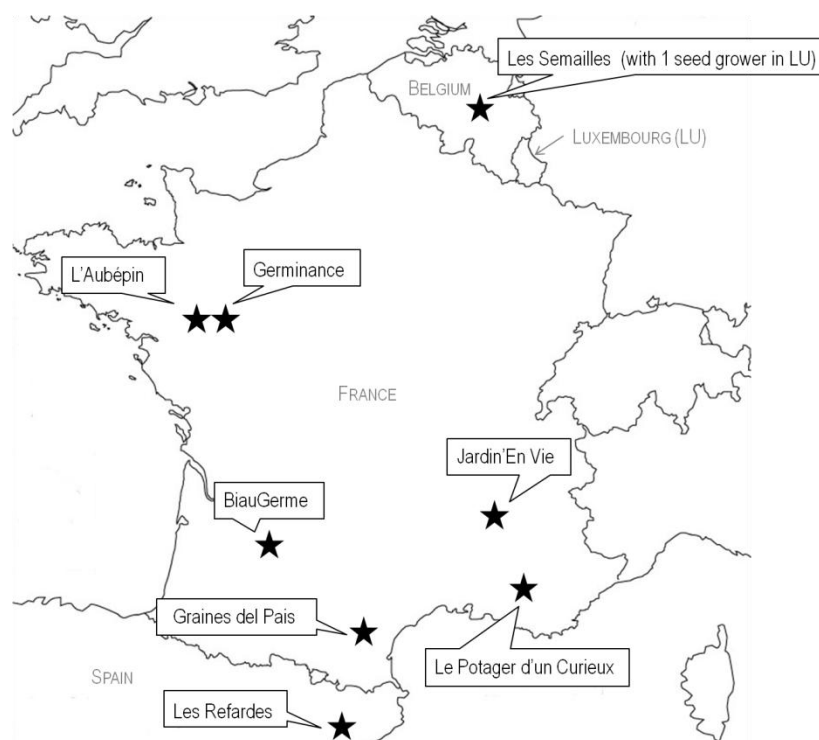 Les Semailles (with 1 seed grower in LU)
BELGIUM
LUXEMBOURG (LU)
L'Aubépin
Germinance
FRANCE
Jardin'En Vie
BiauGerme
Graines del Pais
Le Potager d'un Curieux
SPAIN
Les Refardes